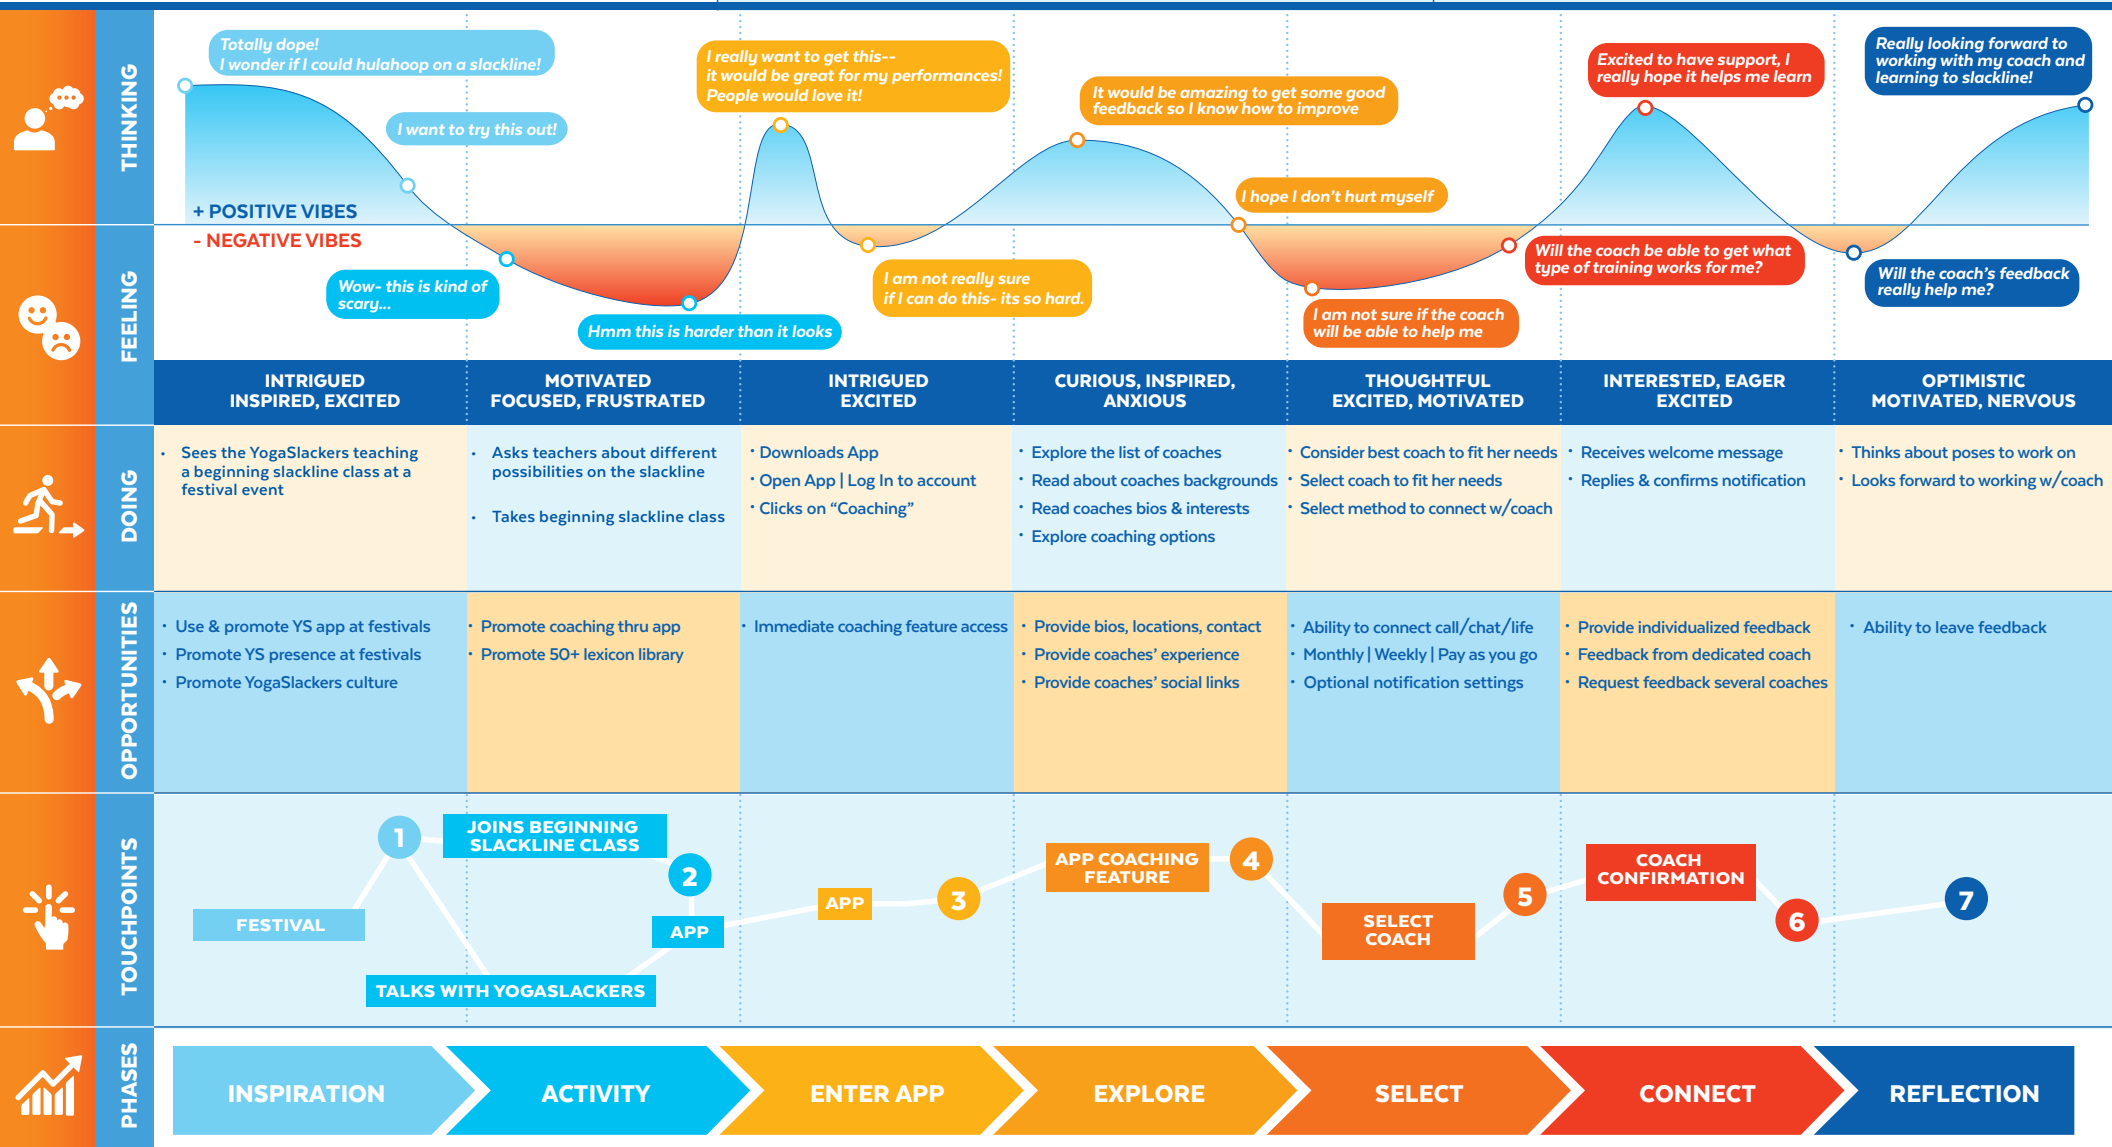 THINKING
Totally dope!
I wonder if I could hulahoop on a slackline!
I want to try this out!
I really want to get this--
it would be great for my performances!
People would love it!
It would be amazing to get some good
feedback so I know how to improve
I hope I don't hurt myself
Excited to have support, I
really hope it helps me learn
Really looking forward to
working with my coach and
learning to slackline!
+ POSITIVE VIBES
- NEGATIVE VIBES
FEELING
Wow- this is kind of
scary...
Hmm this is harder than it looks
I am not really sure
if I can do this- its so hard.
I am not sure if the coach
will be able to help me
Will the coach be able to get what
type of training works for me?
Will the coach's feedback
really help me?
INTRIGUED
INSPIRED, EXCITED
MOTIVATED
FOCUSED, FRUSTRATED
INTRIGUED
EXCITED
CURIOUS, INSPIRED,
ANXIOUS
THOUGHTFUL
EXCITED, MOTIVATED
INTERESTED, EAGER
EXCITED
OPTIMISTIC
MOTIVATED, NERVOUS
DOING
• Sees the YogaSlackers teaching
a beginning slackline class at a
festival event
• Asks teachers about different
possibilities on the slackline
• Takes beginning slackline class
• Downloads App
• Open App | Log In to account
• Clicks on “Coaching”
• Explore the list of coaches
• Read about coaches backgrounds
• Read coaches bios & interests
• Explore coaching options
• Consider best coach to fit her needs
• Select coach to fit her needs
• Select method to connect w/coach
• Receives welcome message
• Replies & confirms notification
• Thinks about poses to work on
• Looks forward to working w/coach
OPPORTUNITIES
• Use & promote YS app at festivals
• Promote YS presence at festivals
• Promote YogaSlackers culture
• Promote coaching thru app
• Promote 50+ lexicon library
• Immediate coaching feature access
• Provide bios, locations, contact
• Provide coaches' experience
• Provide coaches' social links
• Ability to connect call/chat/life
• Monthly | Weekly | Pay as you go
• Optional notification settings
• Provide individualized feedback
• Feedback from dedicated coach
• Request feedback several coaches
• Ability to leave feedback
TOUCHPOINTS
FESTIVAL
1
JOINS BEGINNING
SLACKLINE CLASS
TALKS WITH YOGASLACKERS
2
APP
APP
3
APP COACHING
FEATURE
4
SELECT
COACH
5
COACH
CONFIRMATION
6
7
PHASES
INSPIRATION
ACTIVITY
ENTER APP
EXPLORE
SELECT
CONNECT
REFLECTION